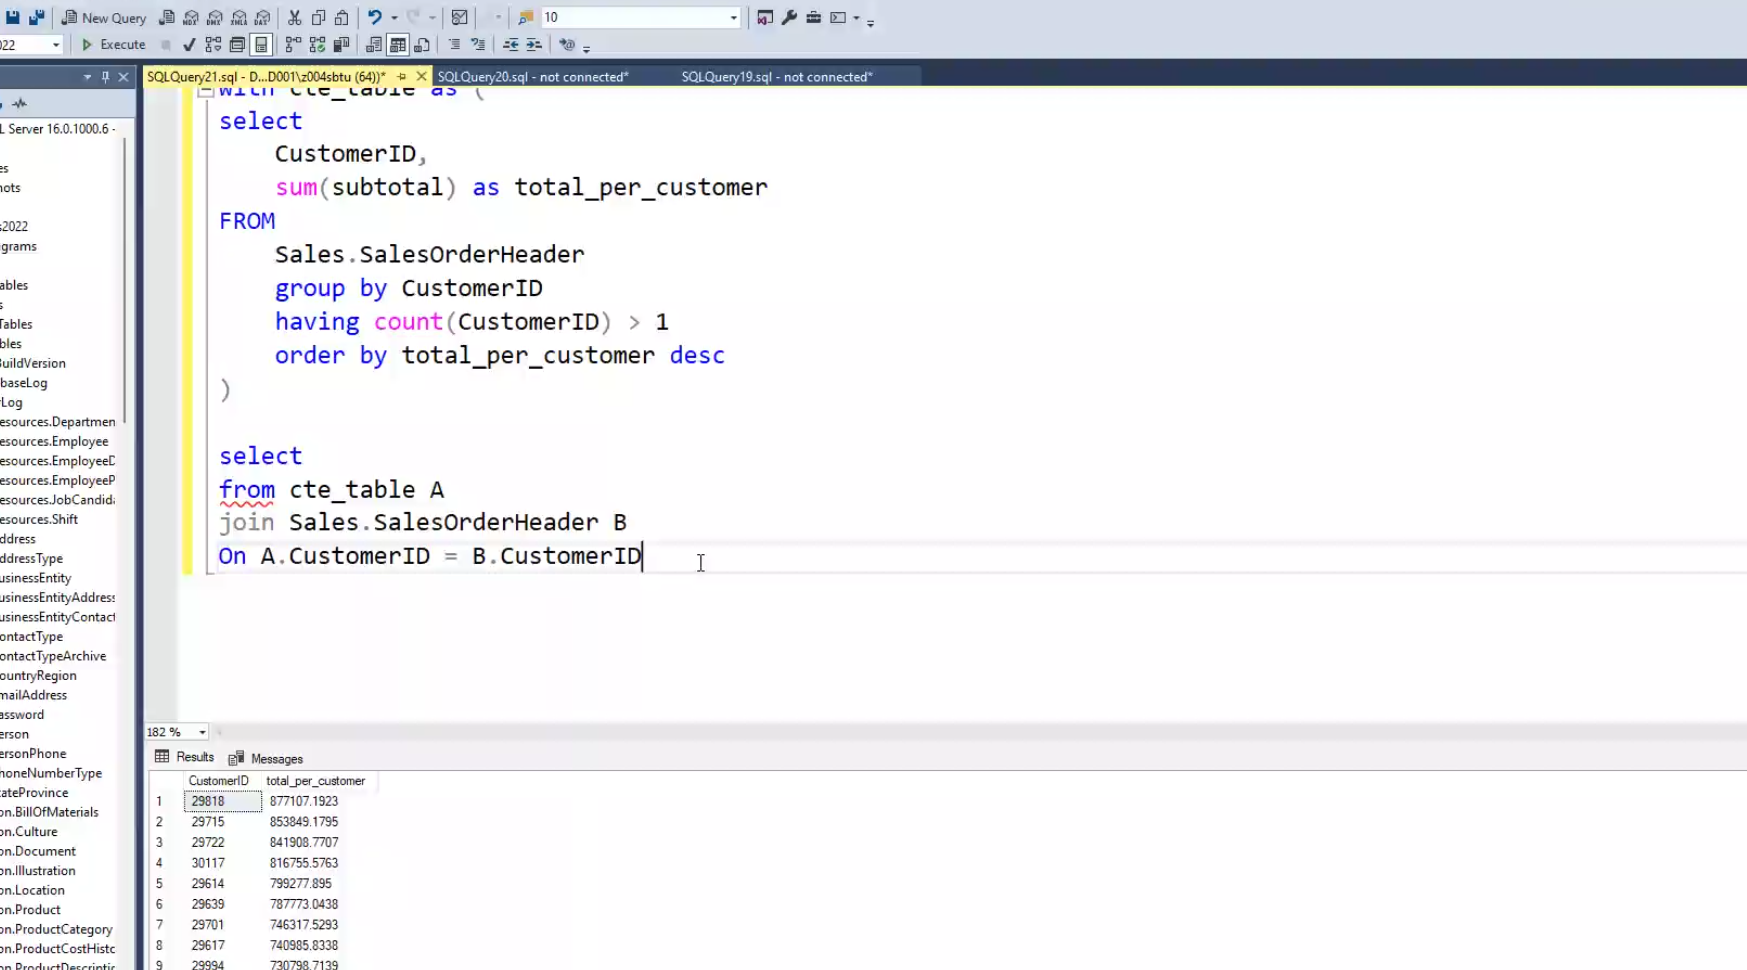 New Query
10
022
Execute
SQLQuery21.sql - D...D001\z004sbtu (64))*
SQLQuery20.sql - not connected*
SQLQuery19.sql - not connected*
L Server 16.0.1000.6 -
es
nots
s2022
grams
ables
s
Tables
bles
BuildVersion
baseLog
rLog
esources.Departmen
esources.Employee
esources.EmployeeD
esources.EmployeeP
esources.JobCandida
esources.Shift
ddress
ddressType
usinessEntity
usinessEntityAddress
usinessEntityContact
ontactType
ontactTypeArchive
ountryRegion
mailAddress
assword
erson
ersonPhone
honeNumberType
tateProvince
on.BillOfMaterials
on.Culture
on.Document
on.Illustration
on.Location
on.Product
on.ProductCategory
on.ProductCostHistc
on.ProductDescriptic
with cte_table as (
select
CustomerID,
sum(subtotal) as total_per_customer
FROM
Sales.SalesOrderHeader
group by CustomerID
having count(CustomerID) > 1
order by total_per_customer desc
)
select
from cte_table A
join Sales.SalesOrderHeader B
On A.CustomerID = B.CustomerID
182 %
Results
Messages
CustomerID total_per_customer
1 29818 877107.1923
2 29715 853849.1795
3 29722 841908.7707
4 30117 816755.5763
5 29614 799277.895
6 29639 787773.0438
7 29701 746317.5293
8 29617 740985.8338
9 29994 730798.7139